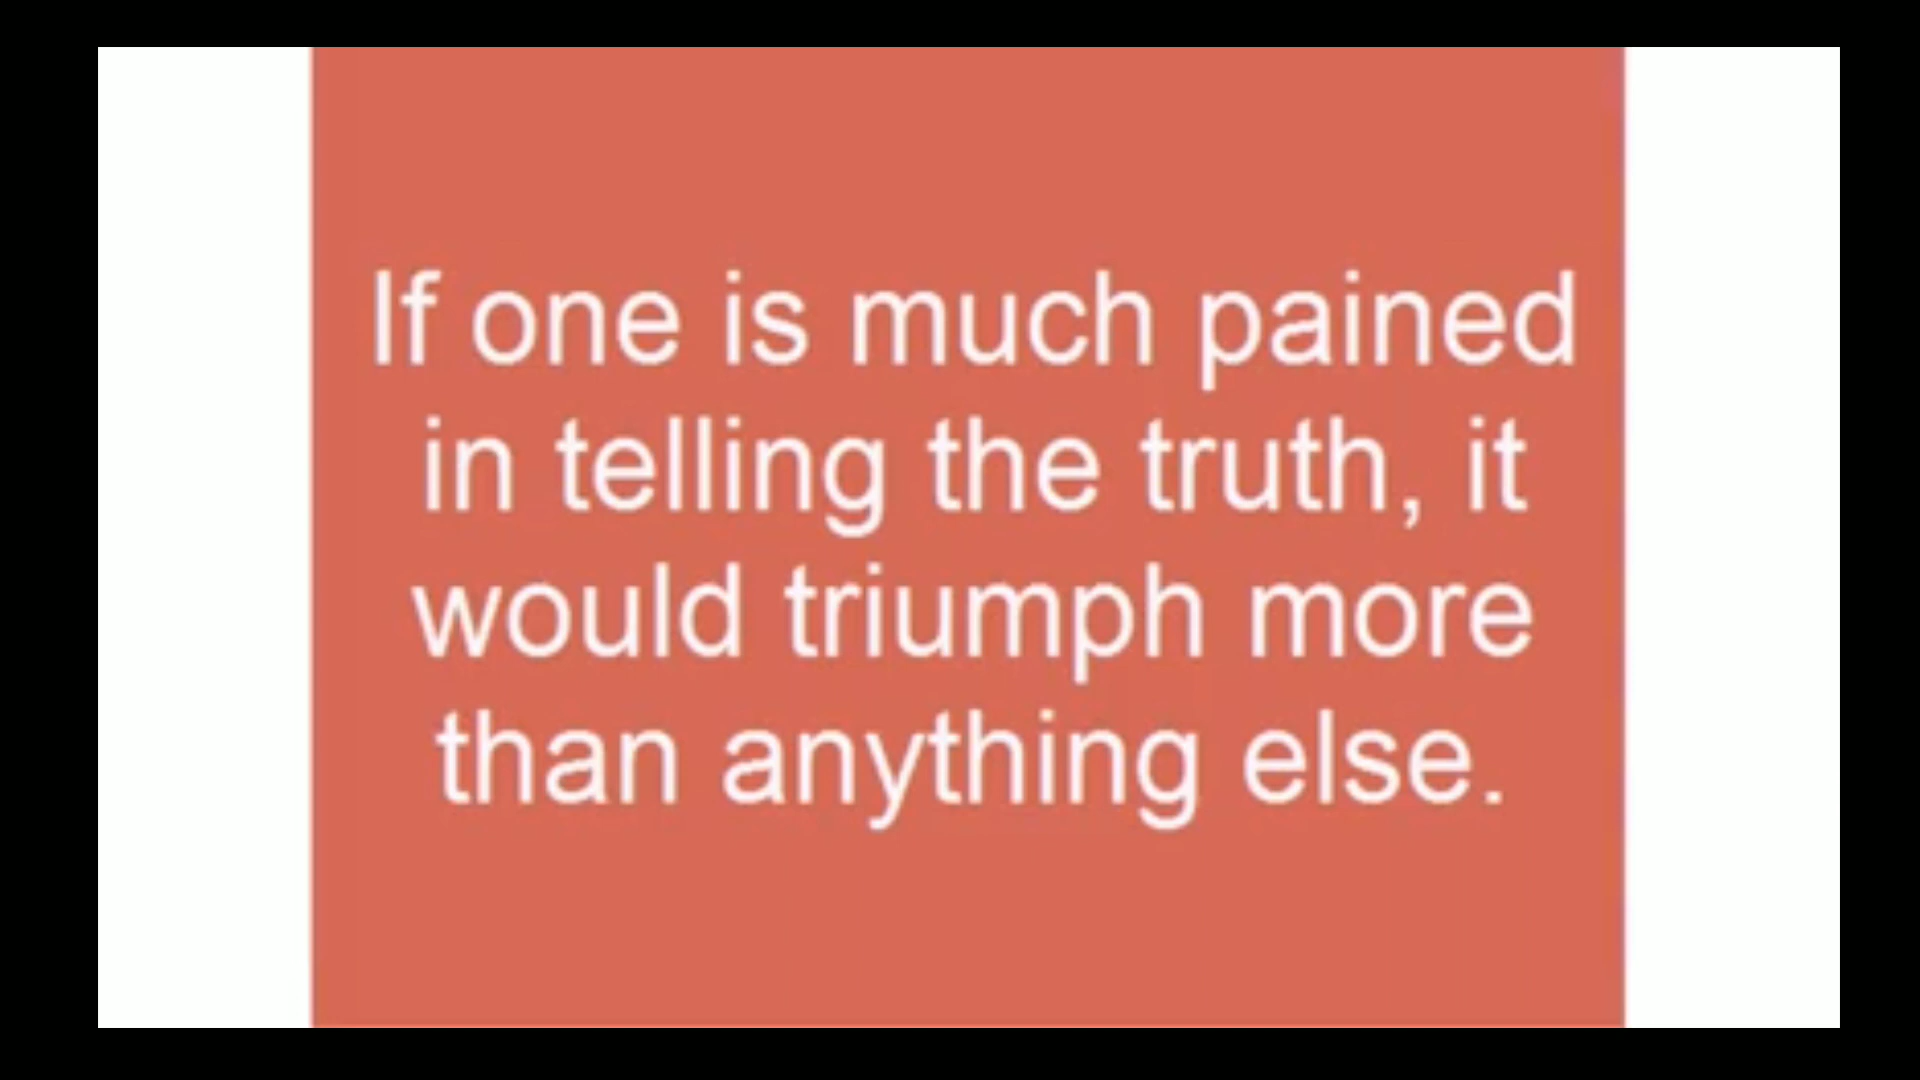 If one is much pained
in telling the truth, it
would triumph more
than anything else.